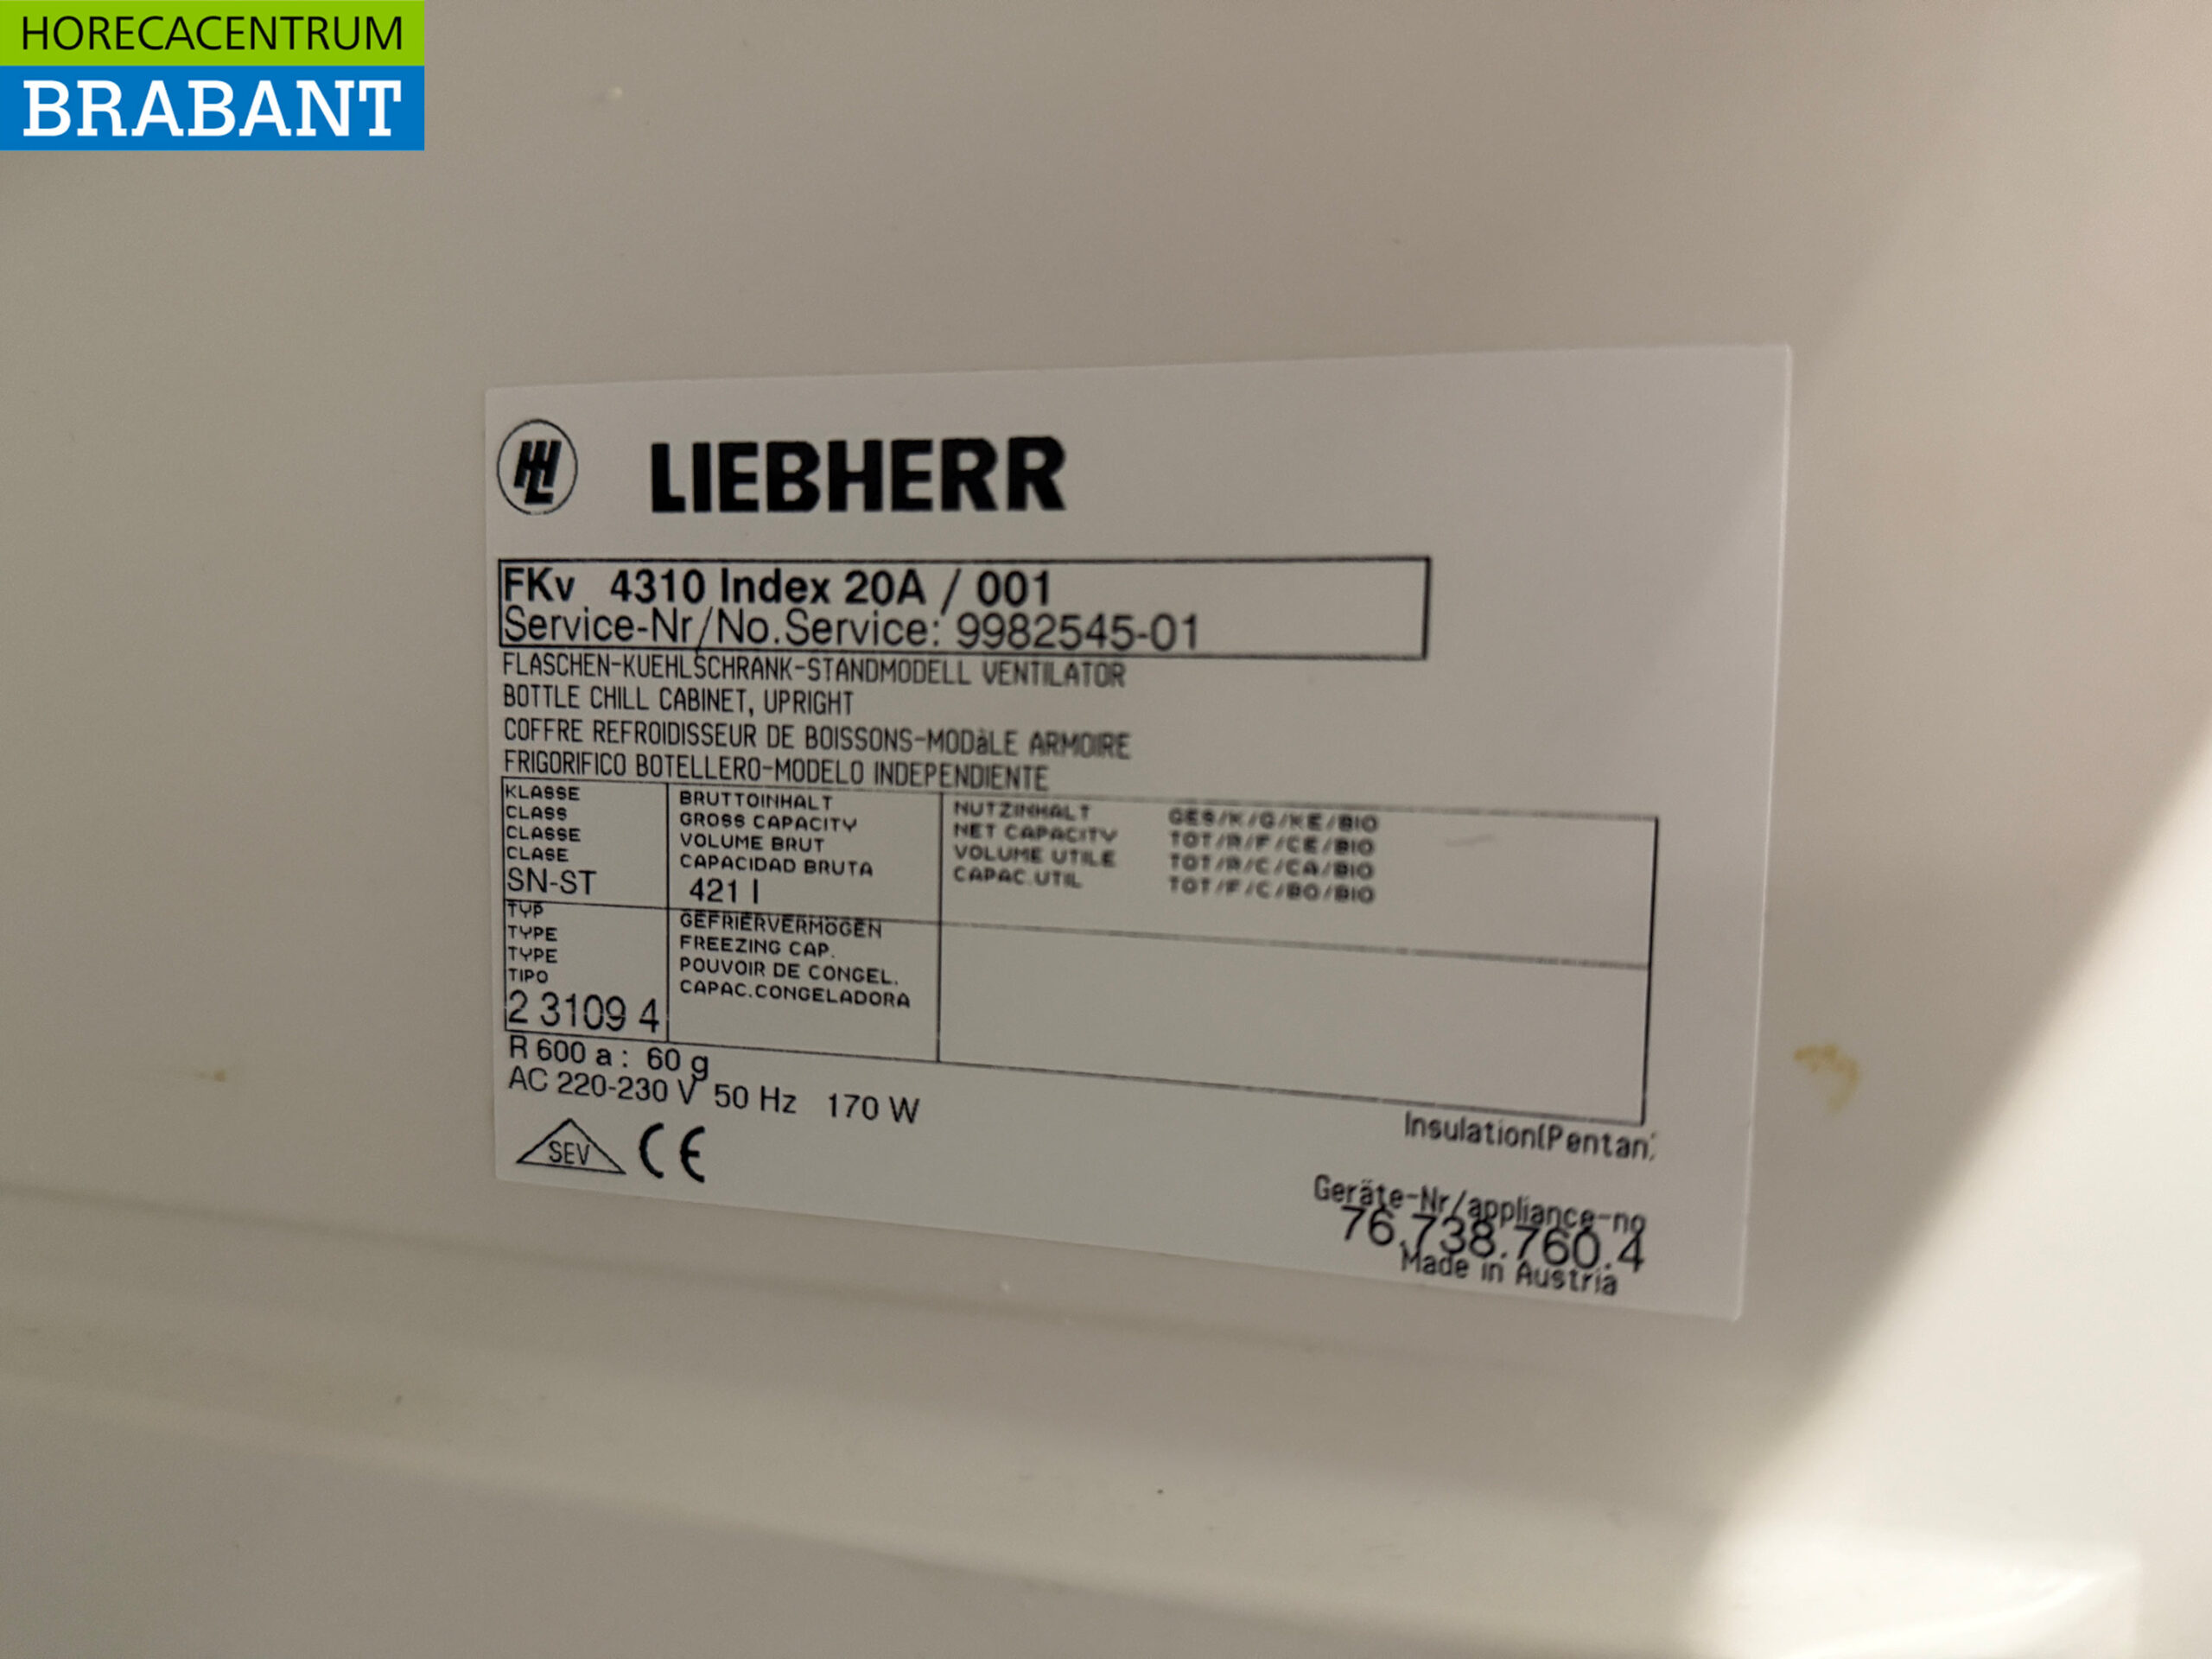 HORECACENTRUM
BRABANT
LIEBHERR
FKv 4310 Index 20A / 001
Service-Nr/No.Service: 9982545-01
FLASCHEN-KUEHLSCHRANK-STANDMODELL VENTILATOR
BOTTLE CHILL CABINET, UPRIGHT
COFFRE REFROIDISSEUR DE BOISSONS-MODàLE ARMOIRE
FRIGORIFICO BOTELLERO-MODELO INDEPENDIENTE
KLASSE
CLASS
CLASSE
CLASE
SN-ST
BRUTTOINHALT
GROSS CAPACITY
VOLUME BRUT
CAPACIDAD BRUTA
421 l
NUTZINHALT GES/K/G/KE/BIO
NET CAPACITY TOT/R/F/CE/BIO
VOLUME UTILE TOT/R/C/CA/BIO
CAPAC.UTIL TOT/F/C/BO/BIO
TYP
TYPE
TYPE
TIPO
2 3109 4
GEFRIERVERMÖGEN
FREEZING CAP.
POUVOIR DE CONGEL.
CAPAC.CONGELADORA
R 600 a : 60 g
AC 220-230 V 50 Hz 170 W
SEV CE
Insulation(Pentan)
Geräte-Nr/appliance-no
76.738.760.4
Made in Austria